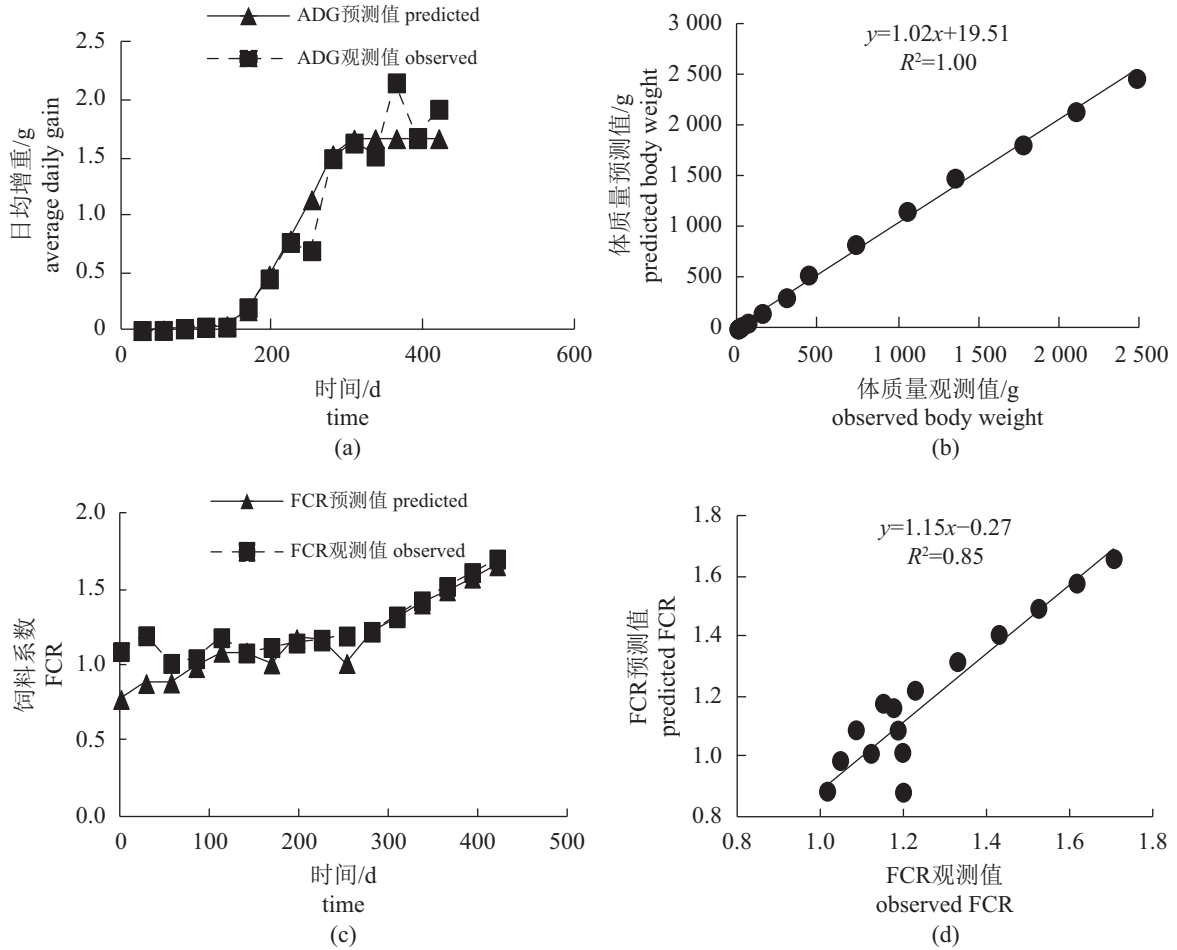 ADG预测值 predicted
ADG观测值 observed
2.5
2.0
1.5
1.0
0.5
0
0 200 400 600
日均增重/g
average daily gain
时间/d
time
(a)
y=1.02x+19.51
R²=1.00
3 000
2 500
2 000
1 500
1 000
500
0
0 500 1 000 1 500 2 000 2 500
体质量预测值/g
predicted body weight
体质量观测值/g
observed body weight
(b)
FCR预测值 predicted
FCR观测值 observed
2.0
1.5
1.0
0.5
0.0
0 100 200 300 400 500
饲料系数
FCR
时间/d
time
(c)
y=1.15x−0.27
R²=0.85
1.8
1.6
1.4
1.2
1.0
0.8
0.8 1.0 1.2 1.4 1.6 1.8
FCR预测值
predicted FCR
FCR观测值
observed FCR
(d)